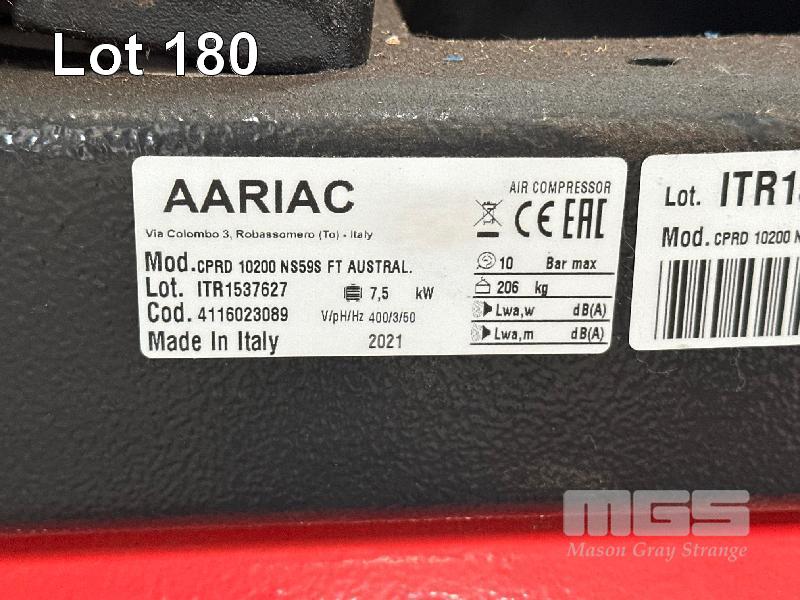 Lot 180
AARIAC
Via Colombo 3, Robassomero (To) - Italy
Mod. CPRD 10200 NS59S FT AUSTRAL.
Lot. ITR1537627
7,5 kW
Cod. 4116023089
V/pH/Hz 400/3/50
Made In Italy
2021
AIR COMPRESSOR
CE EAC
10 Bar max
206 kg
Lwa,w dB(A)
Lwa,m dB(A)
Lot. ITR1
Mod. CPRD 10200
MGS
Mason Gray Strange